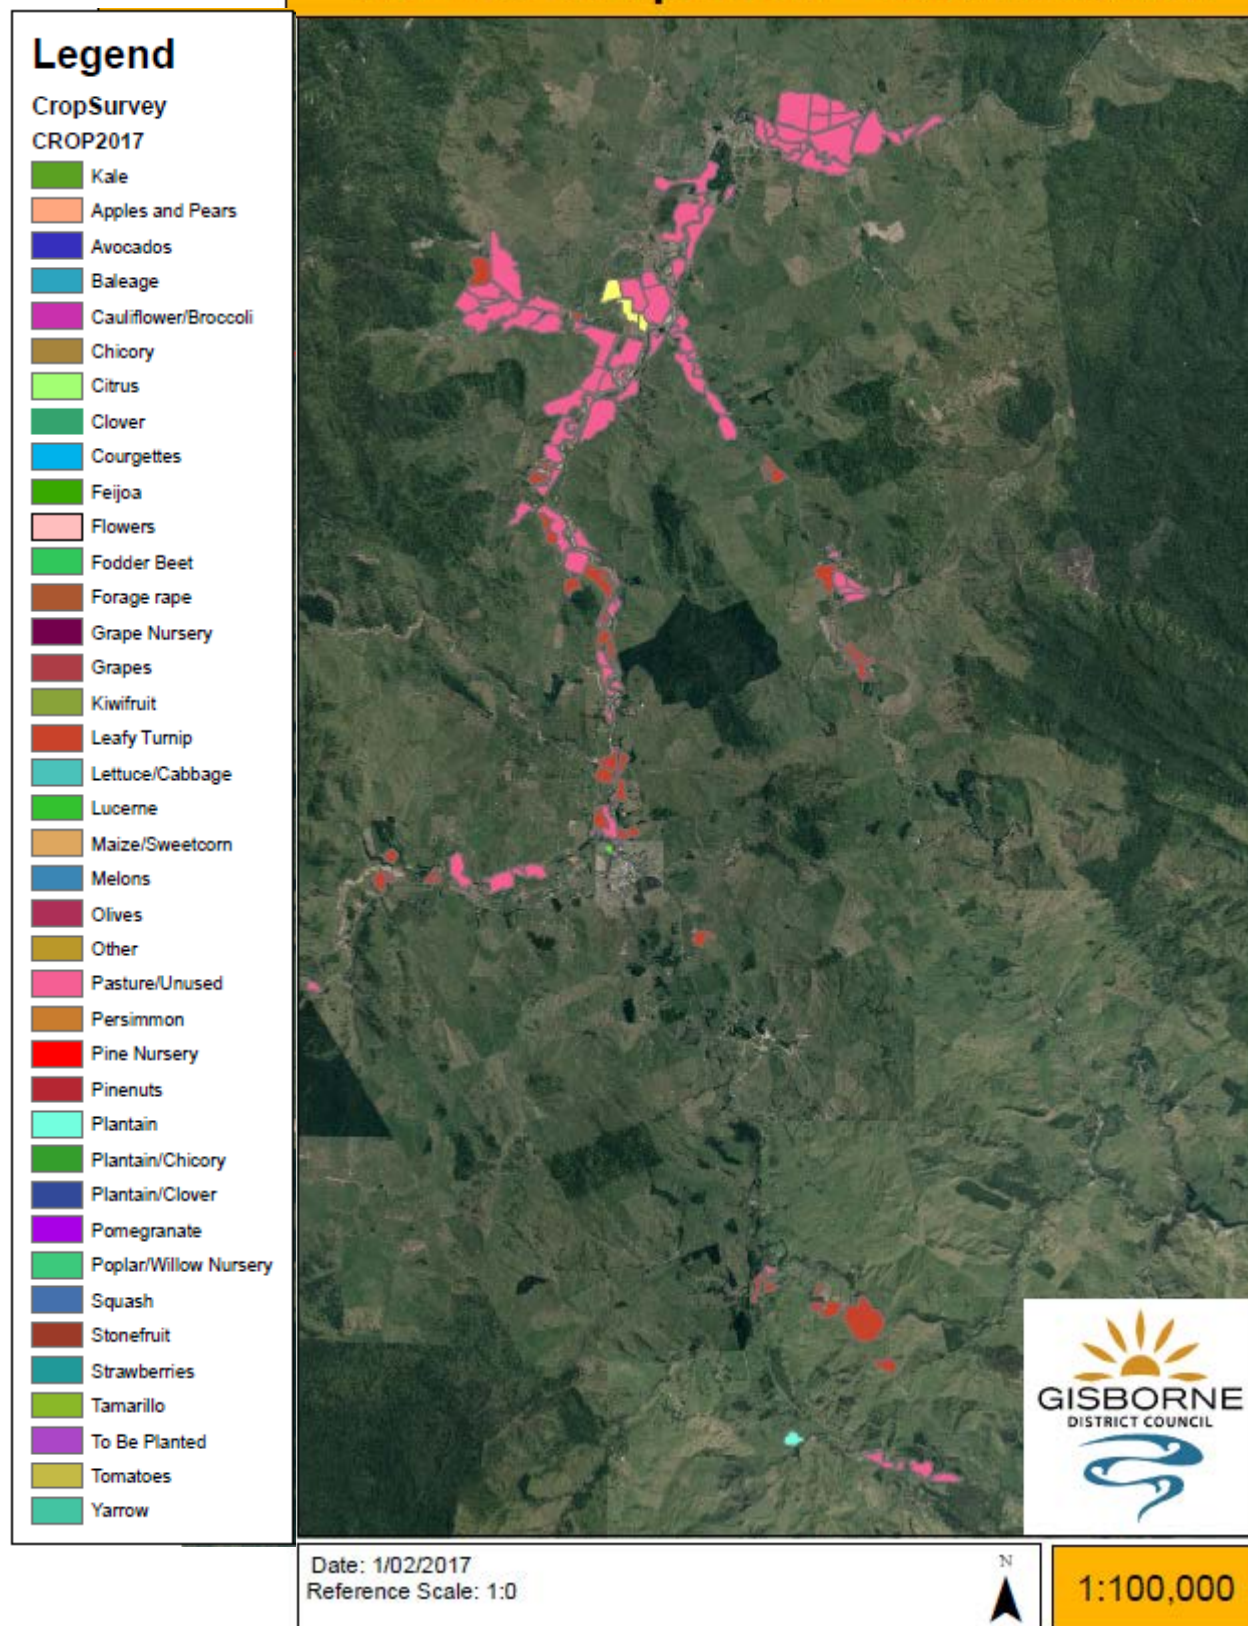 Legend
CropSurvey
CROP2017
Kale
Apples and Pears
Avocados
Baleage
Cauliflower/Broccoli
Chicory
Citrus
Clover
Courgettes
Feijoa
Flowers
Fodder Beet
Forage rape
Grape Nursery
Grapes
Kiwifruit
Leafy Turnip
Lettuce/Cabbage
Lucerne
Maize/Sweetcorn
Melons
Olives
Other
Pasture/Unused
Persimmon
Pine Nursery
Pinenuts
Plantain
Plantain/Chicory
Plantain/Clover
Pomegranate
Poplar/Willow Nursery
Squash
Stonefruit
Strawberries
Tamarillo
To Be Planted
Tomatoes
Yarrow
GISBORNE
DISTRICT COUNCIL
Date: 1/02/2017
Reference Scale: 1:0
N
1:100,000